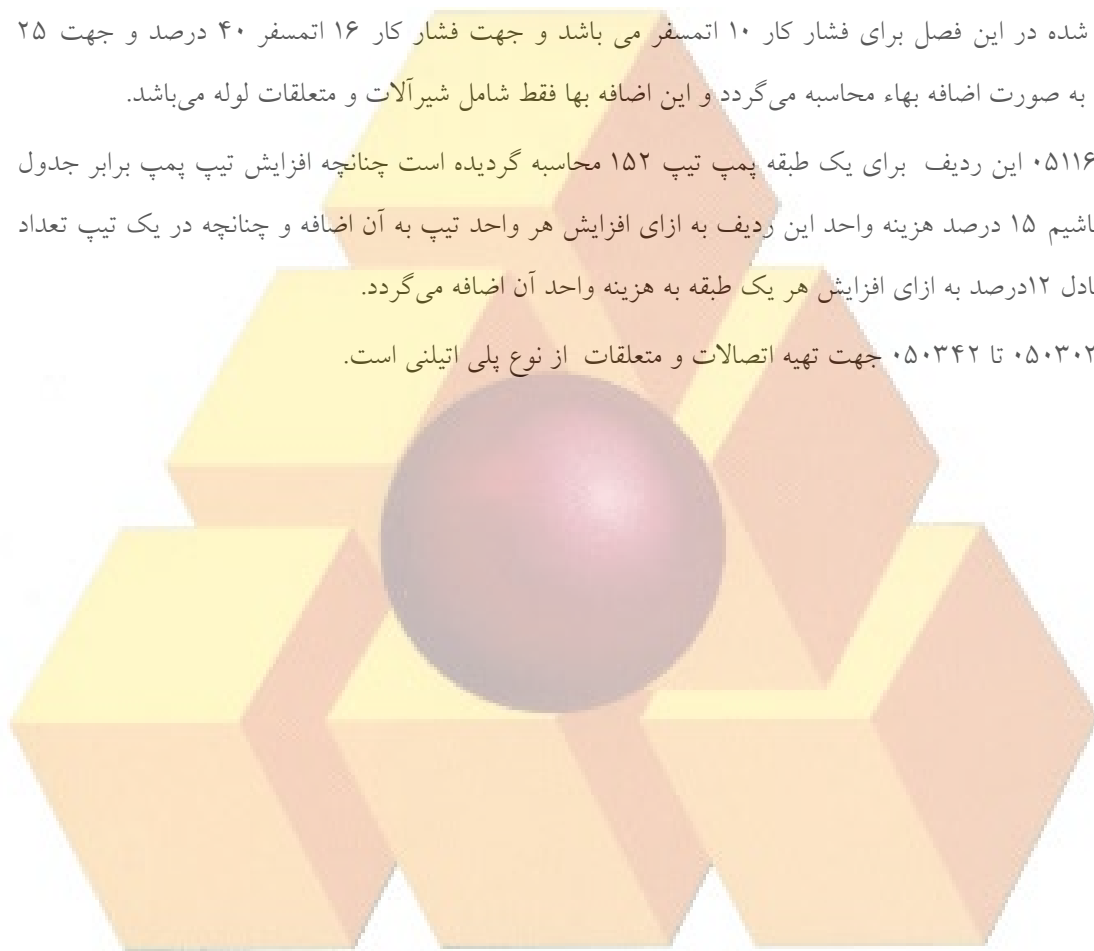 شده در این فصل برای فشار کار ۱۰ اتمسفر می باشد و جهت فشار کار ۱۶ اتمسفر ۴۰ درصد و جهت ۲۵
به صورت اضافه بهاء محاسبه می‌گردد و این اضافه بها فقط شامل شیرآلات و متعلقات لوله می‌باشد.
۰۵۱۱۶ این ردیف برای یک طبقه پمپ تیپ ۱۵۲ محاسبه گردیده است چنانچه افزایش تیپ پمپ برابر جدول
اشیم ۱۵ درصد هزینه واحد این ردیف به ازای افزایش هر واحد تیپ به آن اضافه و چنانچه در یک تیپ تعداد
ادل ۱۲درصد به ازای افزایش هر یک طبقه به هزینه واحد آن اضافه می‌گردد.
۰۵۰۳۰۲ تا ۰۵۰۳۴۲ جهت تهیه اتصالات و متعلقات از نوع پلی اتیلنی است.